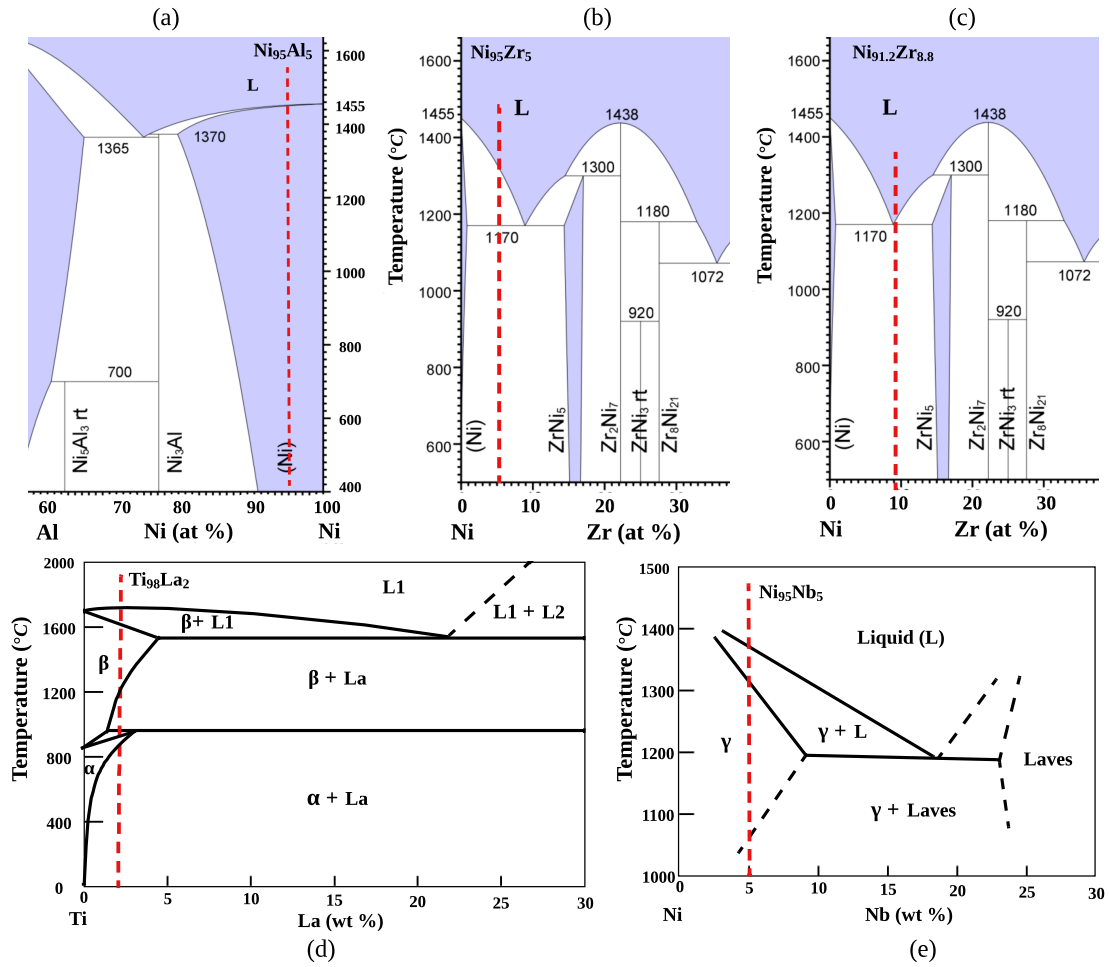 (a)
Ni₉₅Al₅
L
1365
1370
700
Ni₅Al₃ rt
Ni₃Al
(Ni)
1600
1455
1400
1200
1000
800
600
400
60 70 80 90 100
Al Ni (at %) Ni
(b)
Ni₉₅Zr₅
L
1600
1455
1400
1200
1000
800
600
Temperature (°C)
1438
1300
1180
1170
1072
920
(Ni)
ZrNi₅
Zr₂Ni₇
ZrNi₃ rt
Zr₈Ni₂₁
0 10 20 30
Ni Zr (at %)
(c)
Ni₉₁.₂Zr₈.₈
L
1600
1455
1400
1200
1000
800
600
Temperature (°C)
1438
1300
1180
1170
1072
920
(Ni)
ZrNi₅
Zr₂Ni₇
ZrNi₃ rt
Zr₈Ni₂₁
0 10 20 30
Ni Zr (at %)
2000
1600
1200
800
400
0
Temperature (°C)
Ti₉₈La₂
L1
L1 + L2
β+ L1
β
β + La
α
α + La
0 5 10 15 20 25 30
Ti La (wt %)
(d)
1500
1400
1300
1200
1100
1000
Temperature (°C)
Ni₉₅Nb₅
Liquid (L)
γ
γ + L
Laves
γ + Laves
0 5 10 15 20 25 30
Ni Nb (wt %)
(e)